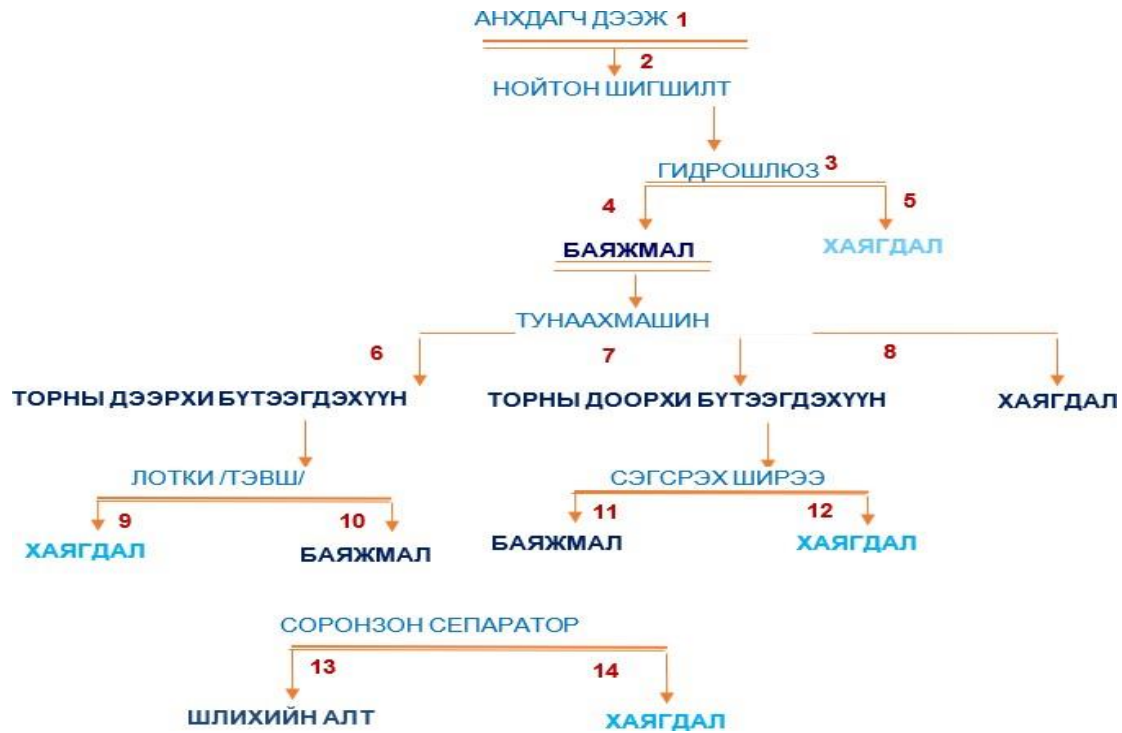 АНХДАГЧ ДЭЭЖ 1
2
НОЙТОН ШИГШИЛТ
ГИДРОШЛЮЗ 3
4 5
БАЯЖМАЛ ХАЯГДАЛ
ТУНААХМАШИН
6 7 8
ТОРНЫ ДЭЭРХИ БҮТЭЭГДЭХҮҮН ТОРНЫ ДООРХИ БҮТЭЭГДЭХҮҮН ХАЯГДАЛ
ЛОТКИ /ТЭВШ/ СЭГСРЭХ ШИРЭЭ
9 10 11 12
ХАЯГДАЛ БАЯЖМАЛ БАЯЖМАЛ ХАЯГДАЛ
СОРОНЗОН СЕПАРАТОР
13 14
ШЛИХИЙН АЛТ ХАЯГДАЛ